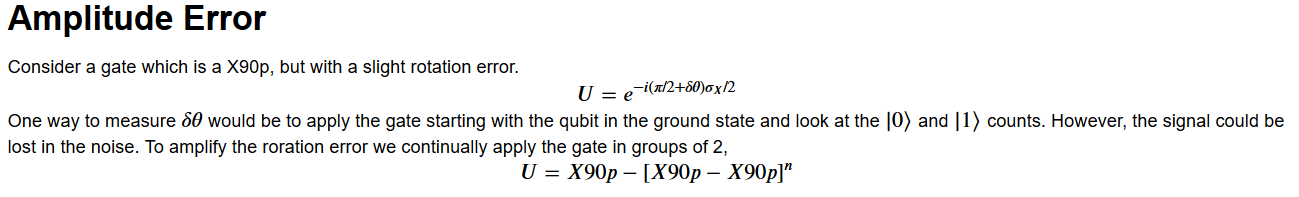 Amplitude Error
Consider a gate which is a X90p, but with a slight rotation error.
U = e^{−i(π/2+δθ)σ_X/2}
One way to measure δθ would be to apply the gate starting with the qubit in the ground state and look at the |0⟩ and |1⟩ counts. However, the signal could be
lost in the noise. To amplify the roration error we continually apply the gate in groups of 2,
U = X90p − [X90p − X90p]^n